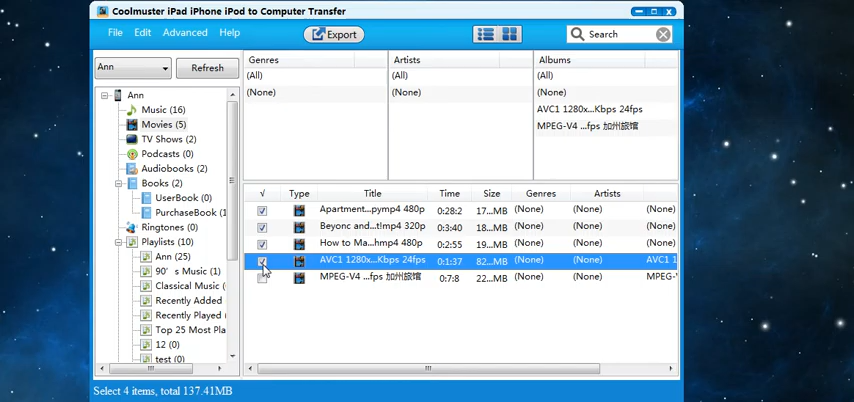 Coolmuster iPad iPhone iPod to Computer Transfer
File Edit Advanced Help
Export
Search
Ann
Refresh
Genres Artists Albums
(All) (All) (All)
(None) (None) (None)
AVC1 1280x...Kbps 24fps
MPEG-V4 ...fps 加州旅馆
Ann
Music (16)
Movies (5)
TV Shows (2)
Podcasts (0)
Audiobooks (2)
Books (2)
UserBook (0)
PurchaseBook (1
Ringtones (0)
Playlists (10)
Ann (25)
90' s Music (1)
Classical Music (
Recently Added
Recently Played (
Top 25 Most Pla
12 (0)
test (0)
√ Type Title Time Size Genres Artists
Apartment...pymp4 480p 0:28:2 17...MB (None) (None) (None)
Beyonc and...t!mp4 320p 0:3:40 18...MB (None) (None) (None)
How to Ma...hmp4 480p 0:2:55 19...MB (None) (None) (None)
AVC1 1280x...Kbps 24fps 0:1:37 82...MB (None) (None) AVC1 1
MPEG-V4 ...fps 加州旅馆 0:7:8 22...MB (None) (None) MPEG-
Select 4 items, total 137.41MB